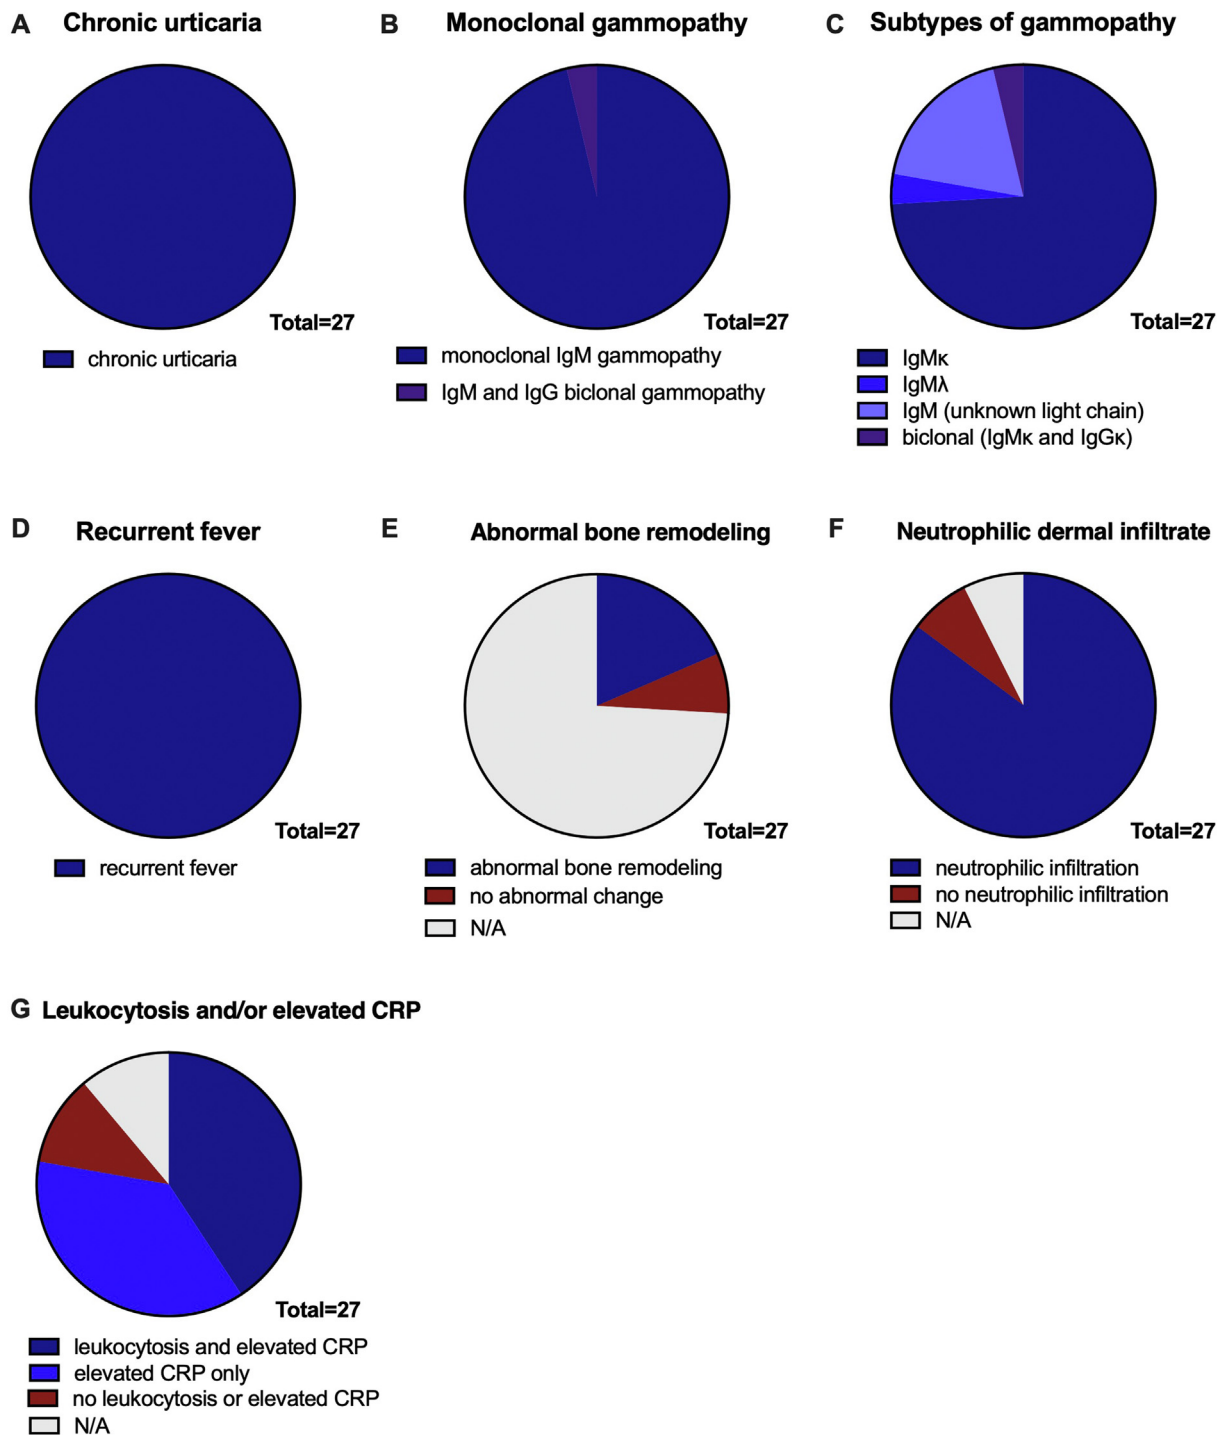 A Chronic urticaria
Total=27
chronic urticaria
B Monoclonal gammopathy
Total=27
monoclonal IgM gammopathy
IgM and IgG biclonal gammopathy
C Subtypes of gammopathy
Total=27
IgMκ
IgMλ
IgM (unknown light chain)
biclonal (IgMκ and IgGκ)
D Recurrent fever
Total=27
recurrent fever
E Abnormal bone remodeling
Total=27
abnormal bone remodeling
no abnormal change
N/A
F Neutrophilic dermal infiltrate
Total=27
neutrophilic infiltration
no neutrophilic infiltration
N/A
G Leukocytosis and/or elevated CRP
Total=27
leukocytosis and elevated CRP
elevated CRP only
no leukocytosis or elevated CRP
N/A